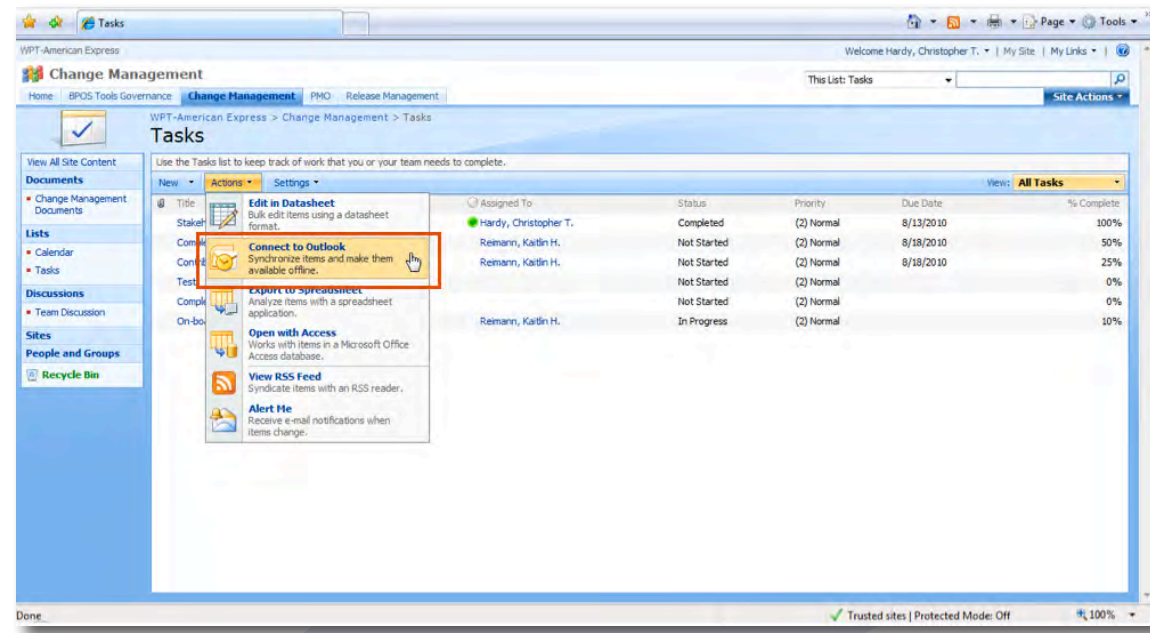 Tasks
Page
Tools
WPT-American Express
Welcome Hardy, Christopher T. | My Site | My Links |
Change Management
This List: Tasks
Home BPOS Tools Governance Change Management PMO Release Management
Site Actions
WPT-American Express > Change Management > Tasks
Tasks
View All Site Content
Use the Tasks list to keep track of work that you or your team needs to complete.
Documents
New Actions Settings
View: All Tasks
Change Management
Documents
Lists
Calendar
Tasks
Discussions
Team Discussion
Sites
People and Groups
Recycle Bin
Title Assigned To Status Priority Due Date % Complete
Stakeh Hardy, Christopher T. Completed (2) Normal 8/13/2010 100%
Comple Reimann, Kaitlin H. Not Started (2) Normal 8/18/2010 50%
Contrib Reimann, Kaitlin H. Not Started (2) Normal 8/18/2010 25%
Test Not Started (2) Normal 0%
Comple Not Started (2) Normal 0%
On-bo Reimann, Kaitlin H. In Progress (2) Normal 10%
Edit in Datasheet
Bulk edit items using a datasheet
format.
Connect to Outlook
Synchronize items and make them
available offline.
Export to Spreadsheet
Analyze items with a spreadsheet
application.
Open with Access
Works with items in a Microsoft Office
Access database.
View RSS Feed
Syndicate items with an RSS reader.
Alert Me
Receive e-mail notifications when
items change.
Done
Trusted sites | Protected Mode: Off
100%